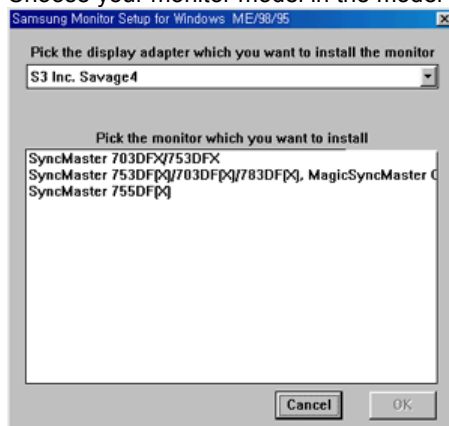 Choose your monitor model in the model
Samsung Monitor Setup for Windows ME/98/95
Pick the display adapter which you want to install the monitor
S3 Inc. Savage4
Pick the monitor which you want to install
SyncMaster 703DFX/753DFX
SyncMaster 753DF[X]/703DF[X]/783DF[X], MagicSyncMaster
SyncMaster 755DF[X]
Cancel
OK